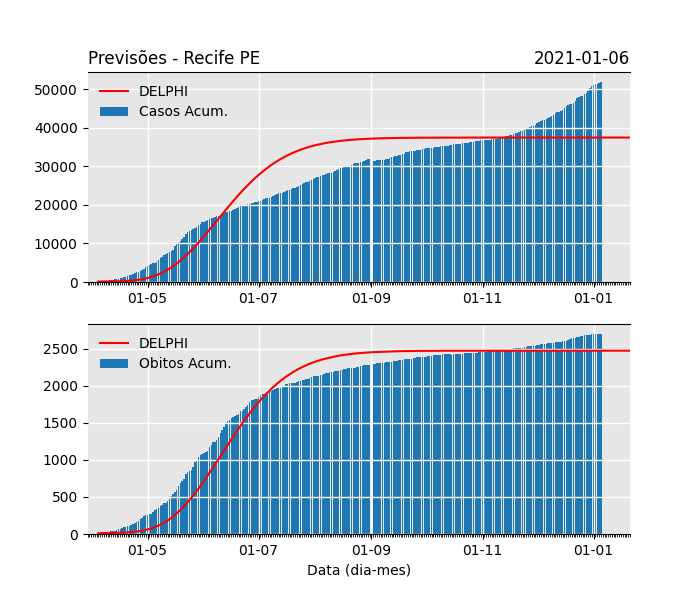 Previsões - Recife PE 2021-01-06
DELPHI
Casos Acum.
50000
40000
30000
20000
10000
0
01-05 01-07 01-09 01-11 01-01
DELPHI
Obitos Acum.
2500
2000
1500
1000
500
0
01-05 01-07 01-09 01-11 01-01
Data (dia-mes)